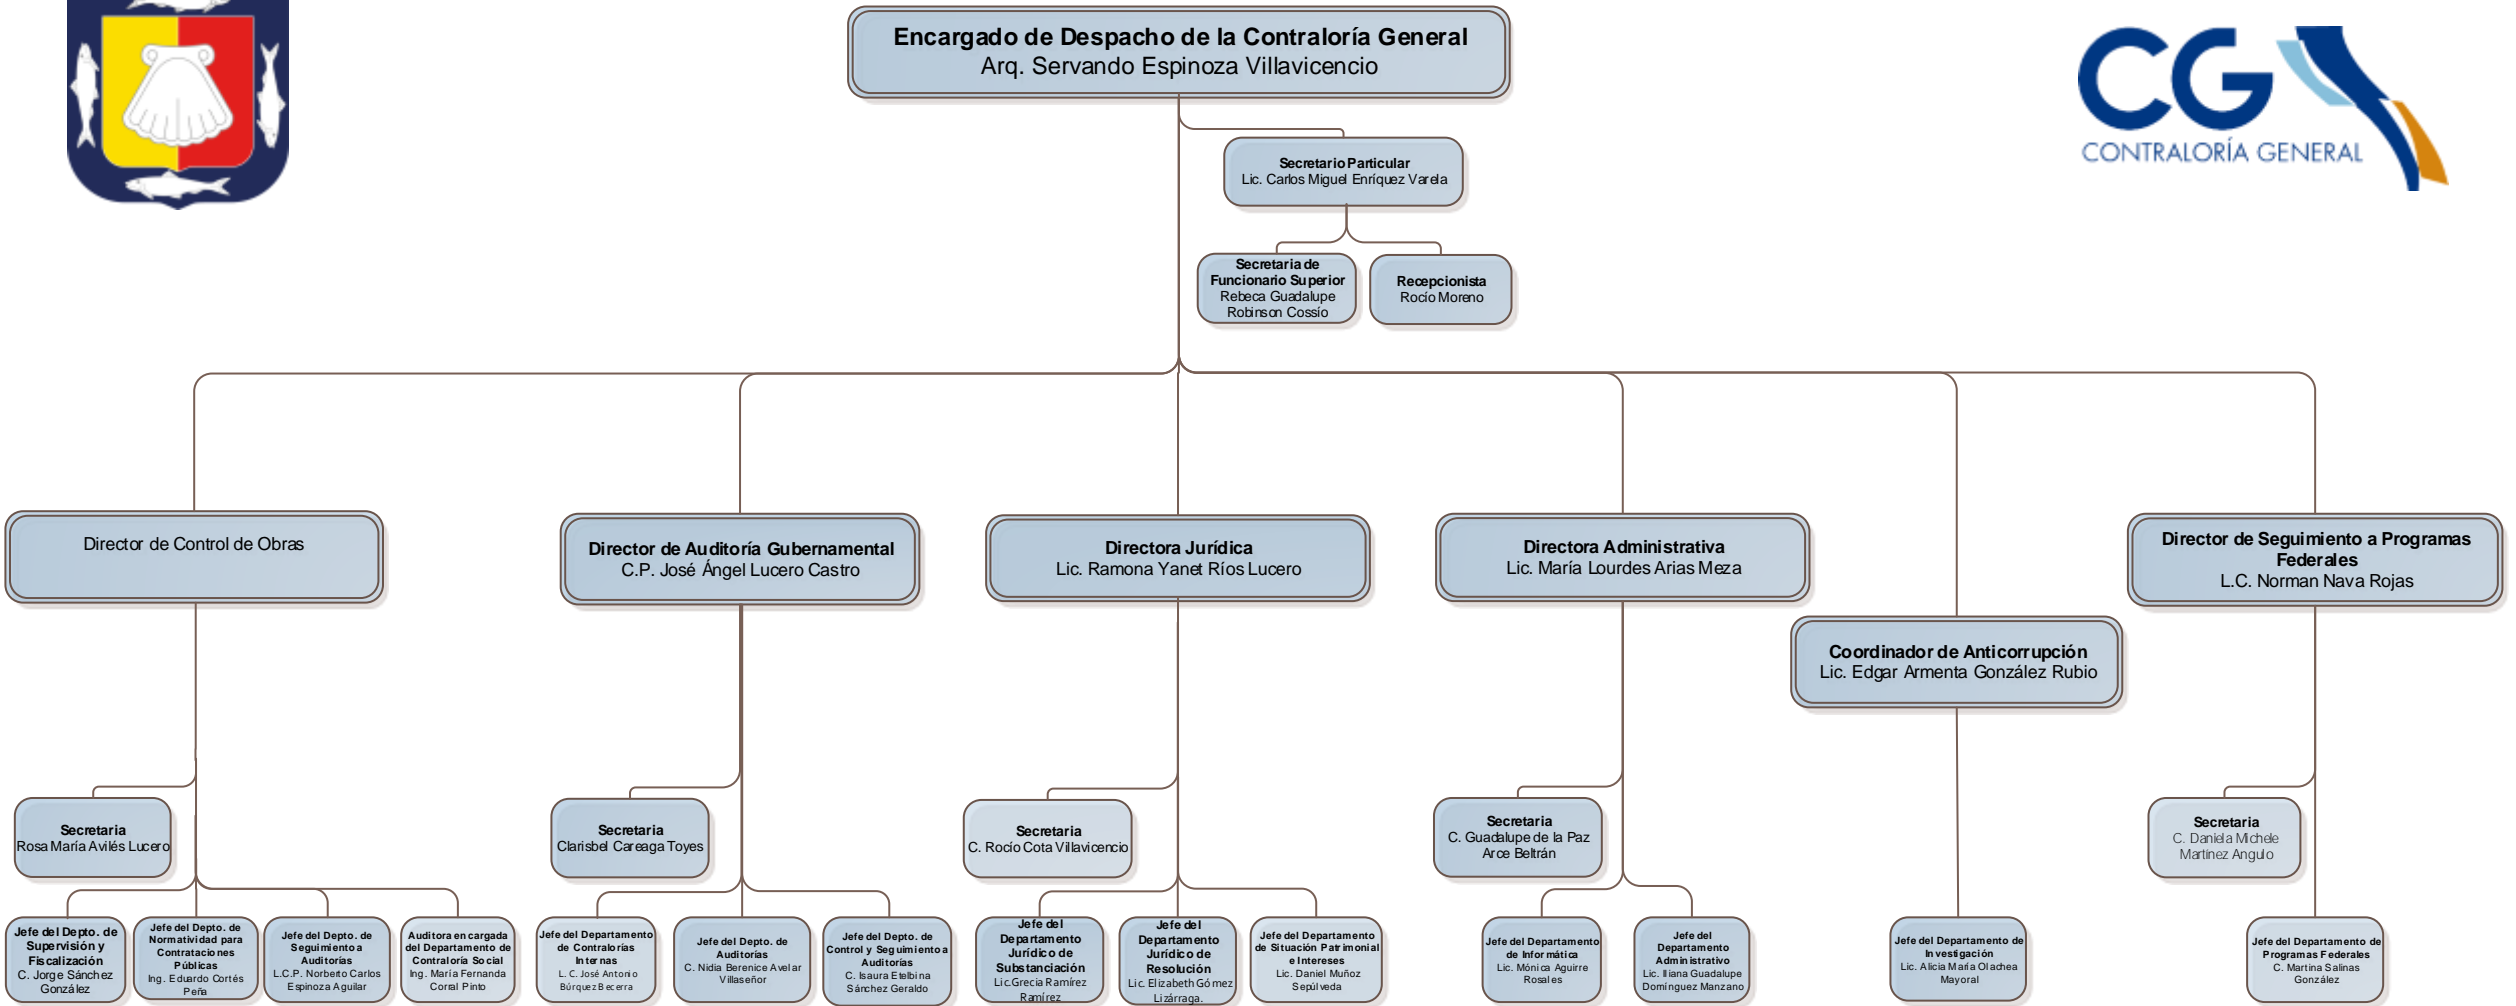 Encargado de Despacho de la Contraloría General
Arq. Servando Espinoza Villavicencio
CG
CONTRALORÍA GENERAL
Secretario Particular
Lic. Carlos Miguel Enríquez Varela
Secretaria de
Funcionario Superior
Rebeca Guadalupe
Robinson Cossío
Recepcionista
Rocío Moreno
Director de Control de Obras
Director de Auditoría Gubernamental
C.P. José Ángel Lucero Castro
Directora Jurídica
Lic. Ramona Yanet Ríos Lucero
Directora Administrativa
Lic. María Lourdes Arias Meza
Director de Seguimiento a Programas
Federales
L.C. Norman Nava Rojas
Coordinador de Anticorrupción
Lic. Edgar Armenta González Rubio
Secretaria
Rosa María Avilés Lucero
Secretaria
Clarisbel Careaga Toyes
Secretaria
C. Rocío Cota Villavicencio
Secretaria
C. Guadalupe de la Paz
Arce Beltrán
Secretaria
C. Daniela Michele
Martínez Angulo
Jefe del Depto. de
Supervisión y
Fiscalización
C. Jorge Sánchez
González
Jefe del Depto. de
Normatividad para
Contrataciones
Públicas
Ing. Eduardo Cortés
Peña
Jefe del Depto. de
Seguimiento a
Auditorías
L.C.P. Norberto Carlos
Espinoza Aguilar
Auditora encargada
del Departamento de
Contraloría Social
Ing. María Fernanda
Corral Pinto
Jefe del Departamento
de Contralorías
Internas
L. C. José Antonio
Búrquez Becerra
Jefe del Depto. de
Auditorías
C. Nidia Berenice Avelar
Villaseñor
Jefe del Depto. de
Control y Seguimiento a
Auditorías
C. Isaura Etelbina
Sánchez Geraldo
Jefe del
Departamento
Jurídico de
Substanciación
Lic.Grecia Ramírez
Ramírez
Jefe del
Departamento
Jurídico de
Resolución
Lic. Elizabeth Gómez
Lizárraga.
Jefe del Departamento
de Situación Patrimonial
e Intereses
Lic. Daniel Muñoz
Sepúlveda
Jefe del Departamento
de Informática
Lic. Mónica Aguirre
Rosales
Jefe del
Departamento
Administrativo
Lic. Iliana Guadalupe
Domínguez Manzano
Jefe del Departamento de
Investigación
Lic. Alicia María Olachea
Mayoral
Jefe del Departamento de
Programas Federales
C. Martina Salinas
González